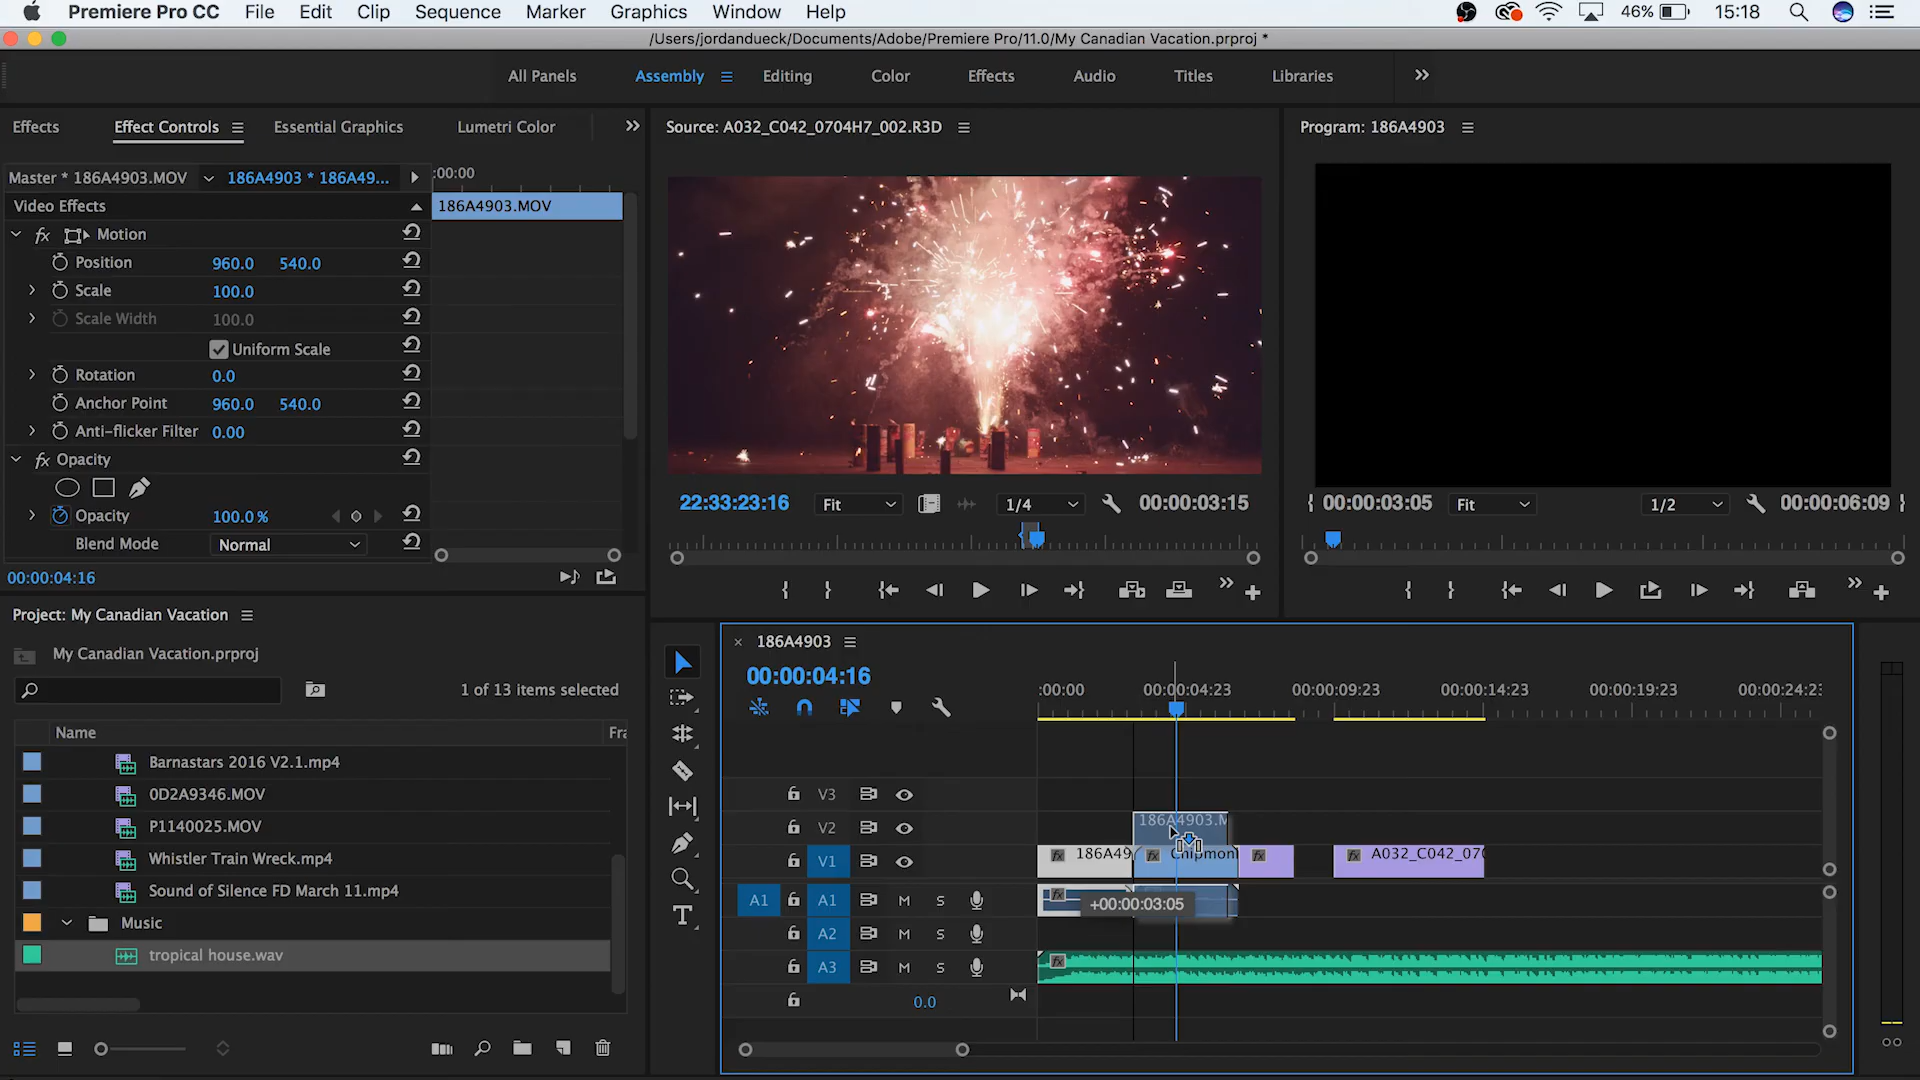 Premiere Pro CC File Edit Clip Sequence Marker Graphics Window Help 46% 15:18
/Users/jordandueck/Documents/Adobe/Premiere Pro/11.0/My Canadian Vacation.prproj *
All Panels Assembly Editing Color Effects Audio Titles Libraries
Effects Effect Controls Essential Graphics Lumetri Color
Source: A032_C042_0704H7_002.R3D
Program: 186A4903
Master * 186A4903.MOV 186A4903 * 186A49... :00:00
Video Effects 186A4903.MOV
fx Motion
Position 960.0 540.0
Scale 100.0
Scale Width 100.0
Uniform Scale
Rotation 0.0
Anchor Point 960.0 540.0
Anti-flicker Filter 0.00
fx Opacity
Opacity 100.0 %
Blend Mode Normal
00:00:04:16
22:33:23:16 Fit 1/4 00:00:03:15
00:00:03:05 Fit 1/2 00:00:06:09
Project: My Canadian Vacation
My Canadian Vacation.prproj
1 of 13 items selected
Name Fra
Barnastars 2016 V2.1.mp4
0D2A9346.MOV
P1140025.MOV
Whistler Train Wreck.mp4
Sound of Silence FD March 11.mp4
Music
tropical house.wav
186A4903
00:00:04:16
:00:00 00:00:04:23 00:00:09:23 00:00:14:23 00:00:19:23 00:00:24:23
V3
V2 186A4903.M
V1 fx 186A49 fx Chipmon fx fx A032_C042_070
A1 A1 M S fx +00:00:03:05
A2 M S
A3 M S fx
0.0
T